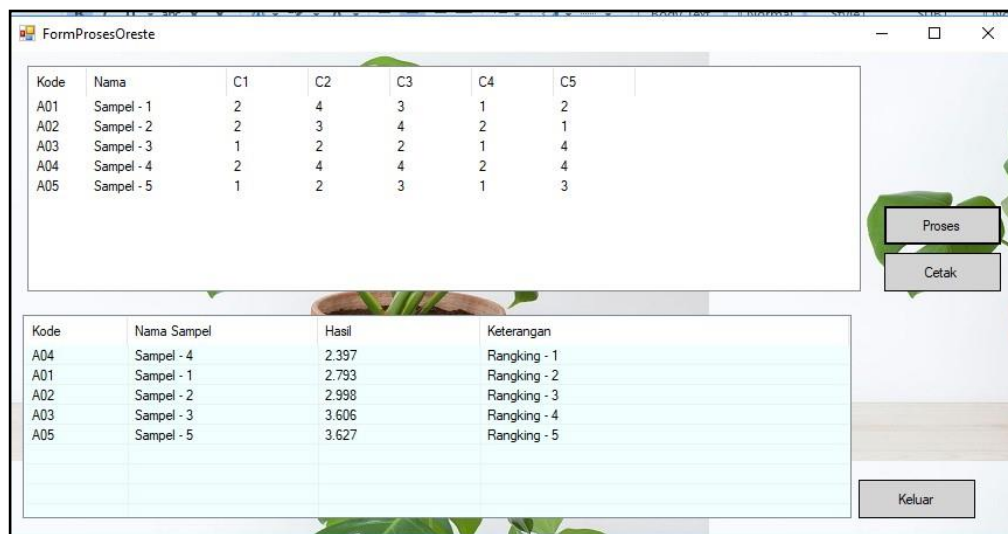 FormProsesOreste
Kode Nama C1 C2 C3 C4 C5
A01 Sampel - 1 2 4 3 1 2
A02 Sampel - 2 2 3 4 2 1
A03 Sampel - 3 1 2 2 1 4
A04 Sampel - 4 2 4 4 2 4
A05 Sampel - 5 1 2 3 1 3
Proses
Cetak
Kode Nama Sampel Hasil Keterangan
A04 Sampel - 4 2.397 Rangking - 1
A01 Sampel - 1 2.793 Rangking - 2
A02 Sampel - 2 2.998 Rangking - 3
A03 Sampel - 3 3.606 Rangking - 4
A05 Sampel - 5 3.627 Rangking - 5
Keluar